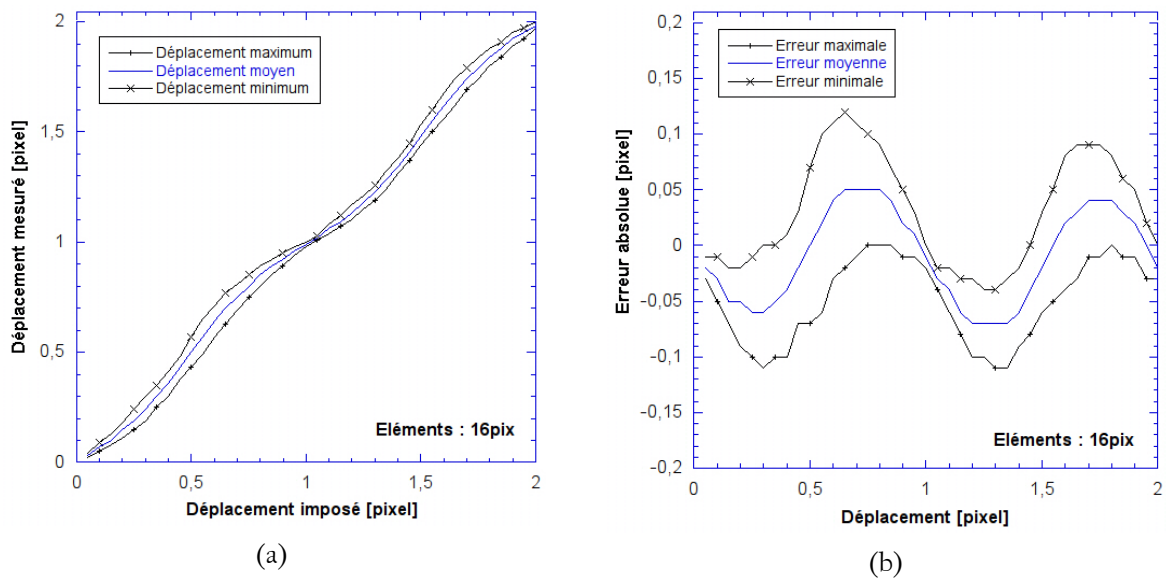 2
1,5
1
0,5
0
0
0,5
1
1,5
2
Déplacement mesuré [pixel]
Déplacement imposé [pixel]
Déplacement maximum
Déplacement moyen
Déplacement minimum
Eléments : 16pix
(a)
0,2
0,15
0,1
0,05
0
-0,05
-0,1
-0,15
-0,2
0
0,5
1
1,5
2
Erreur absolue [pixel]
Déplacement [pixel]
Erreur maximale
Erreur moyenne
Erreur minimale
Eléments : 16pix
(b)